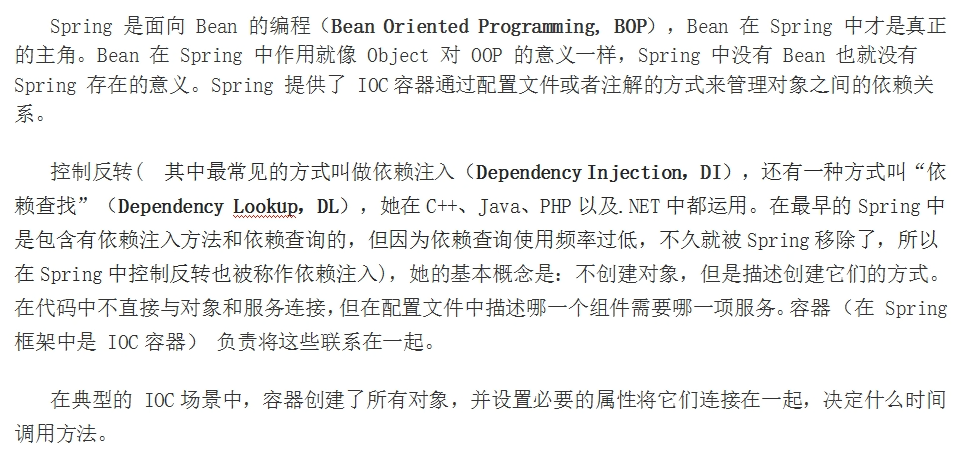 Spring 是面向 Bean 的编程（Bean Oriented Programming, BOP），Bean 在 Spring 中才是真正
的主角。Bean 在 Spring 中作用就像 Object 对 OOP 的意义一样，Spring 中没有 Bean 也就没有
Spring 存在的意义。Spring 提供了 IOC 容器通过配置文件或者注解的方式来管理对象之间的依赖关
系。
控制反转( 其中最常见的方式叫做依赖注入（Dependency Injection，DI），还有一种方式叫“依
赖查找”（Dependency Lookup，DL），她在 C++、Java、PHP 以及.NET 中都运用。在最早的 Spring 中
是包含有依赖注入方法和依赖查询的，但因为依赖查询使用频率过低，不久就被 Spring 移除了，所以
在 Spring 中控制反转也被称作依赖注入)，她的基本概念是：不创建对象，但是描述创建它们的方式。
在代码中不直接与对象和服务连接，但在配置文件中描述哪一个组件需要哪一项服务。容器（在 Spring
框架中是 IOC 容器） 负责将这些联系在一起。
在典型的 IOC 场景中，容器创建了所有对象，并设置必要的属性将它们连接在一起，决定什么时间
调用方法。